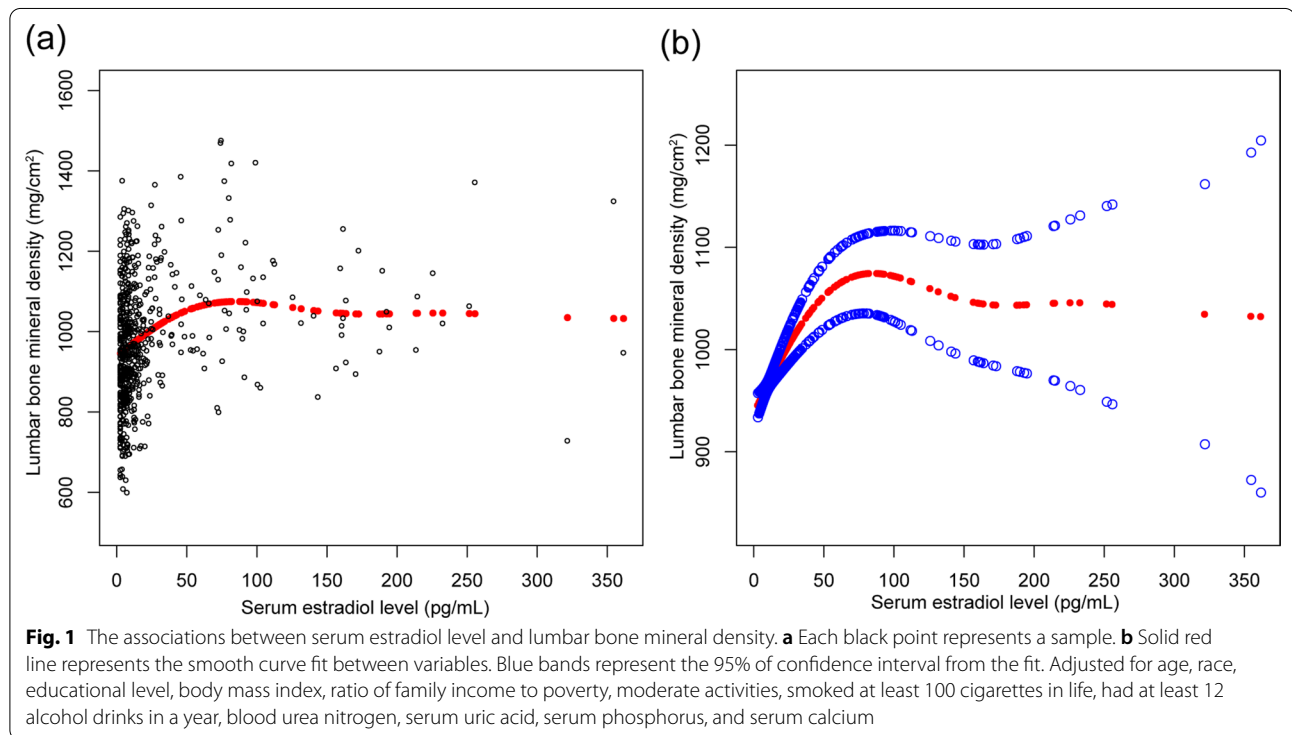 (a)
(b)
1600
1400
1200
1000
800
600
Lumbar bone mineral density (mg/cm²)
0 50 100 150 200 250 300 350
Serum estradiol level (pg/mL)
1200
1100
1000
900
Lumbar bone mineral density (mg/cm²)
0 50 100 150 200 250 300 350
Serum estradiol level (pg/mL)
Fig. 1 The associations between serum estradiol level and lumbar bone mineral density. a Each black point represents a sample. b Solid red
line represents the smooth curve fit between variables. Blue bands represent the 95% of confidence interval from the fit. Adjusted for age, race,
educational level, body mass index, ratio of family income to poverty, moderate activities, smoked at least 100 cigarettes in life, had at least 12
alcohol drinks in a year, blood urea nitrogen, serum uric acid, serum phosphorus, and serum calcium